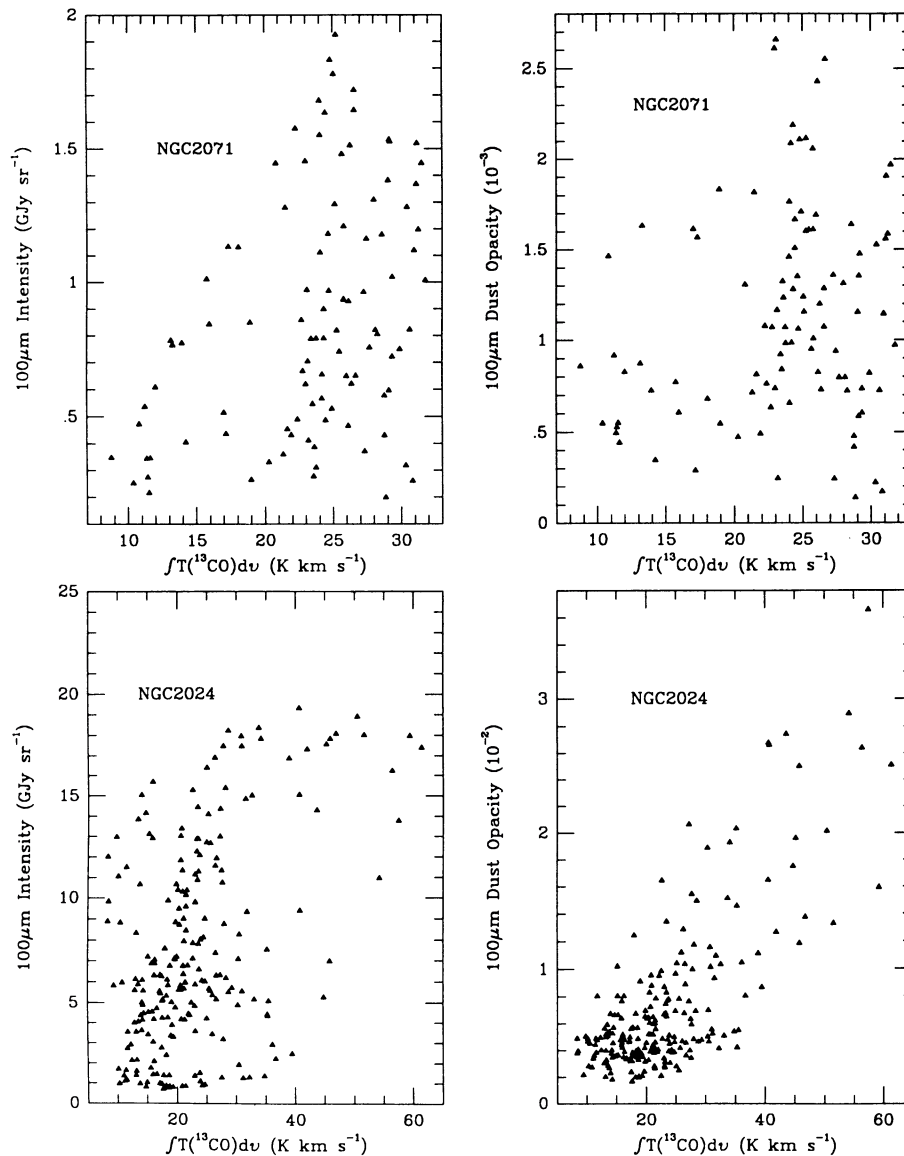 2
1.5
1
.5
100μm Intensity (GJy sr⁻¹)
NGC2071
10 15 20 25 30
∫T(¹³CO)dυ (K km s⁻¹)
2.5
2
1.5
1
.5
0
100μm Dust Opacity (10⁻³)
NGC2071
10 15 20 25 30
∫T(¹³CO)dυ (K km s⁻¹)
25
20
15
10
5
0
100μm Intensity (GJy sr⁻¹)
NGC2024
20 40 60
∫T(¹³CO)dυ (K km s⁻¹)
3
2
1
0
100μm Dust Opacity (10⁻²)
NGC2024
20 40 60
∫T(¹³CO)dυ (K km s⁻¹)